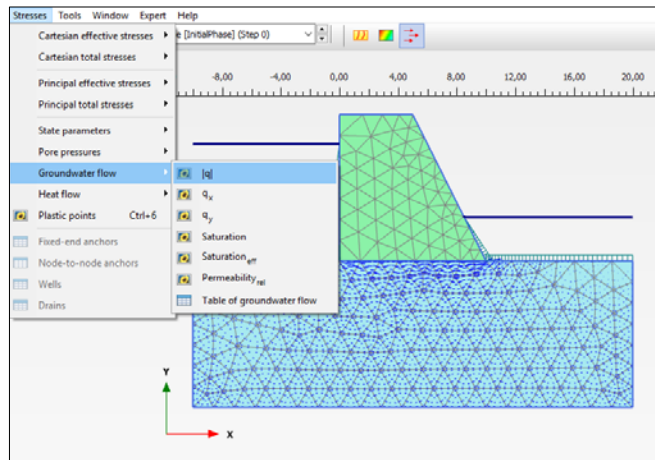 Stresses Tools Window Expert Help
Cartesian effective stresses
e [InitialPhase] (Step 0)
Cartesian total stresses
Principal effective stresses
Principal total stresses
-8,00 -4,00 0,00 4,00 8,00 12,00 16,00 20,00
State parameters
Pore pressures
Groundwater flow
|q|
Heat flow
qx
Plastic points Ctrl+6
qy
Saturation
Fixed-end anchors
Saturationeff
Node-to-node anchors
Permeabilityrel
Wells
Table of groundwater flow
Drains
Y
X